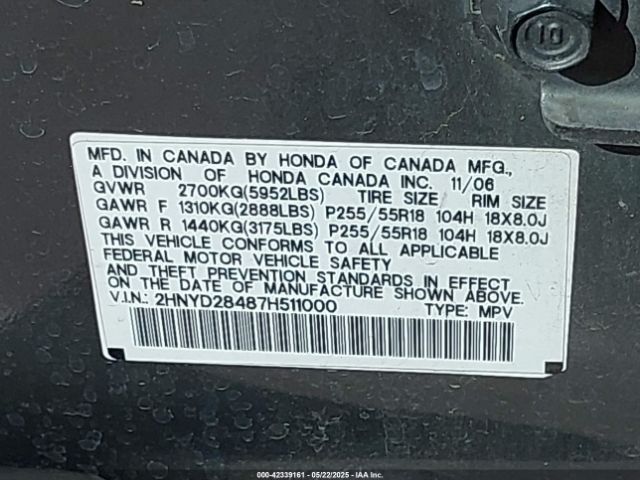 10
MFD. IN CANADA BY HONDA OF CANADA MFG.,
A DIVISION OF HONDA CANADA INC. 11/06
GVWR 2700KG(5952LBS) TIRE SIZE RIM SIZE
GAWR F 1310KG(2888LBS) P255/55R18 104H 18X8.0J
GAWR R 1440KG(3175LBS) P255/55R18 104H 18X8.0J
THIS VEHICLE CONFORMS TO ALL APPLICABLE
FEDERAL MOTOR VEHICLE SAFETY
AND THEFT PREVENTION STANDARDS IN EFFECT
ON THE DATE OF MANUFACTURE SHOWN ABOVE.
V.I.N.: 2HNYD28487H511000 TYPE: MPV
000-42339161 - 05/22/2025 - IAAI.COM